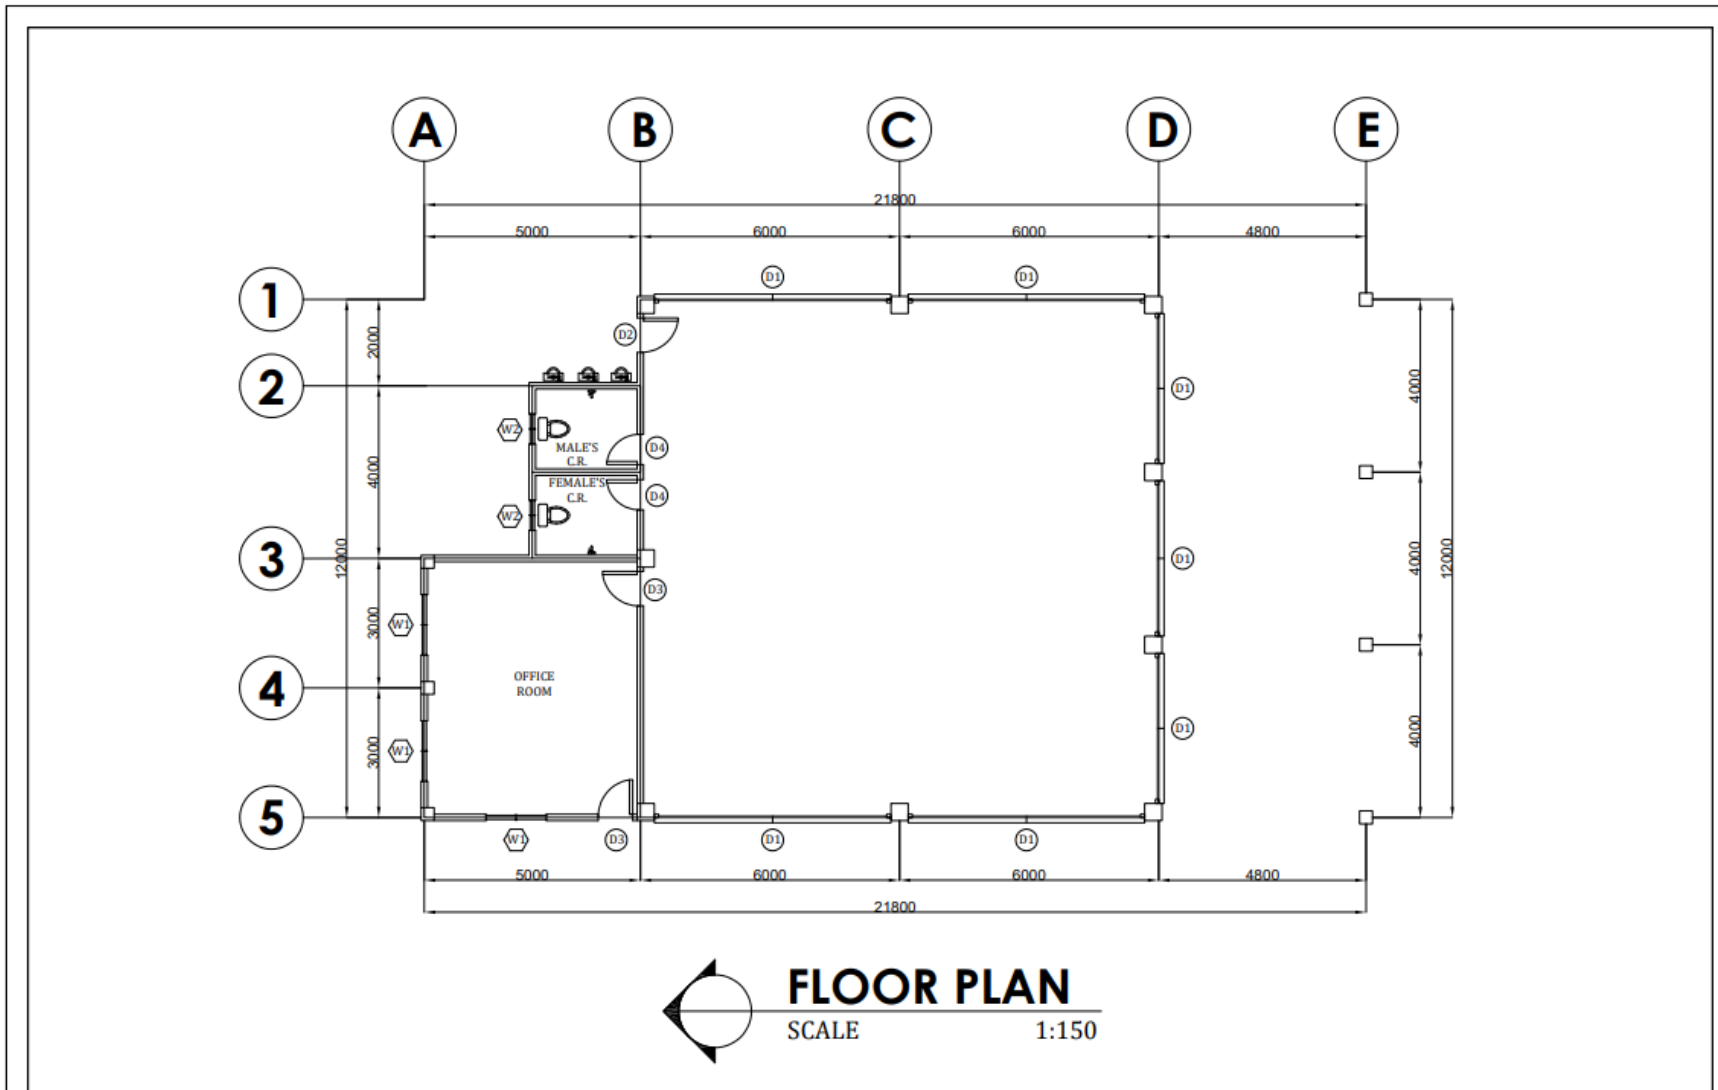 A B C D E
21800
5000 6000 6000 4800
D1 D1
1
D2
2000
2
4000
D1
W2
MALE'S
C.R.
D4
4000
FEMALE'S
C.R.
D4
W2
3
12000
D1
4000
12000
D3
3000
W1
OFFICE
ROOM
4
D1
4000
3000
W1
5
W1 D3 D1 D1
5000 6000 6000 4800
21800
FLOOR PLAN
SCALE 1:150